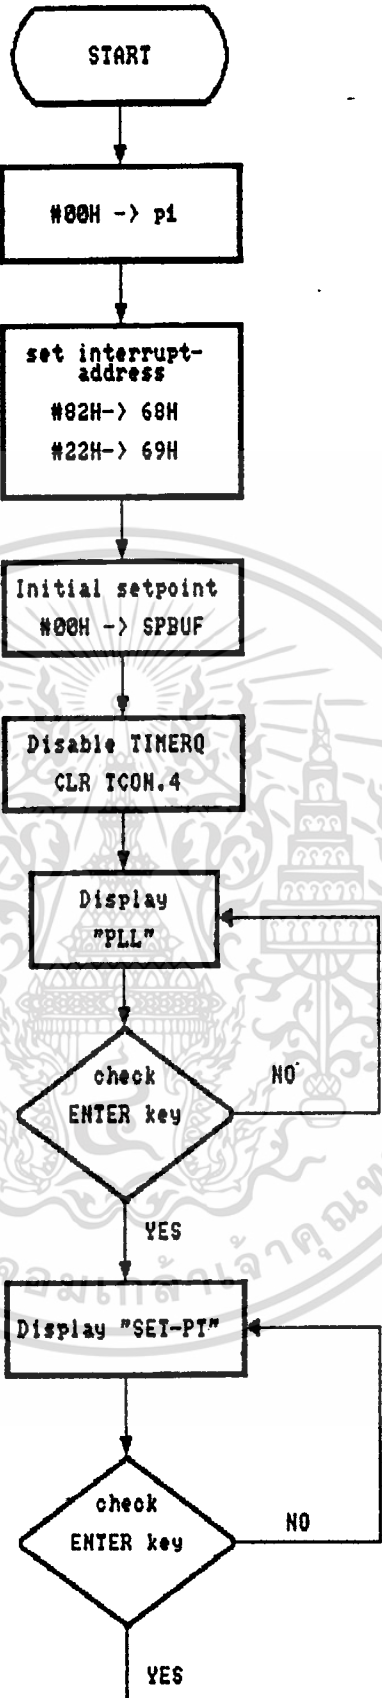 START
#00H -> p1
set interrupt-
address
#82H-> 68H
#22H-> 69H
Initial setpoint
#00H -> SPBUF
Disable TIMERQ
CLR TCON.4
Display
"PLL"
check
ENTER key
NO
YES
Display "SET-PT"
check
ENTER key
NO
YES